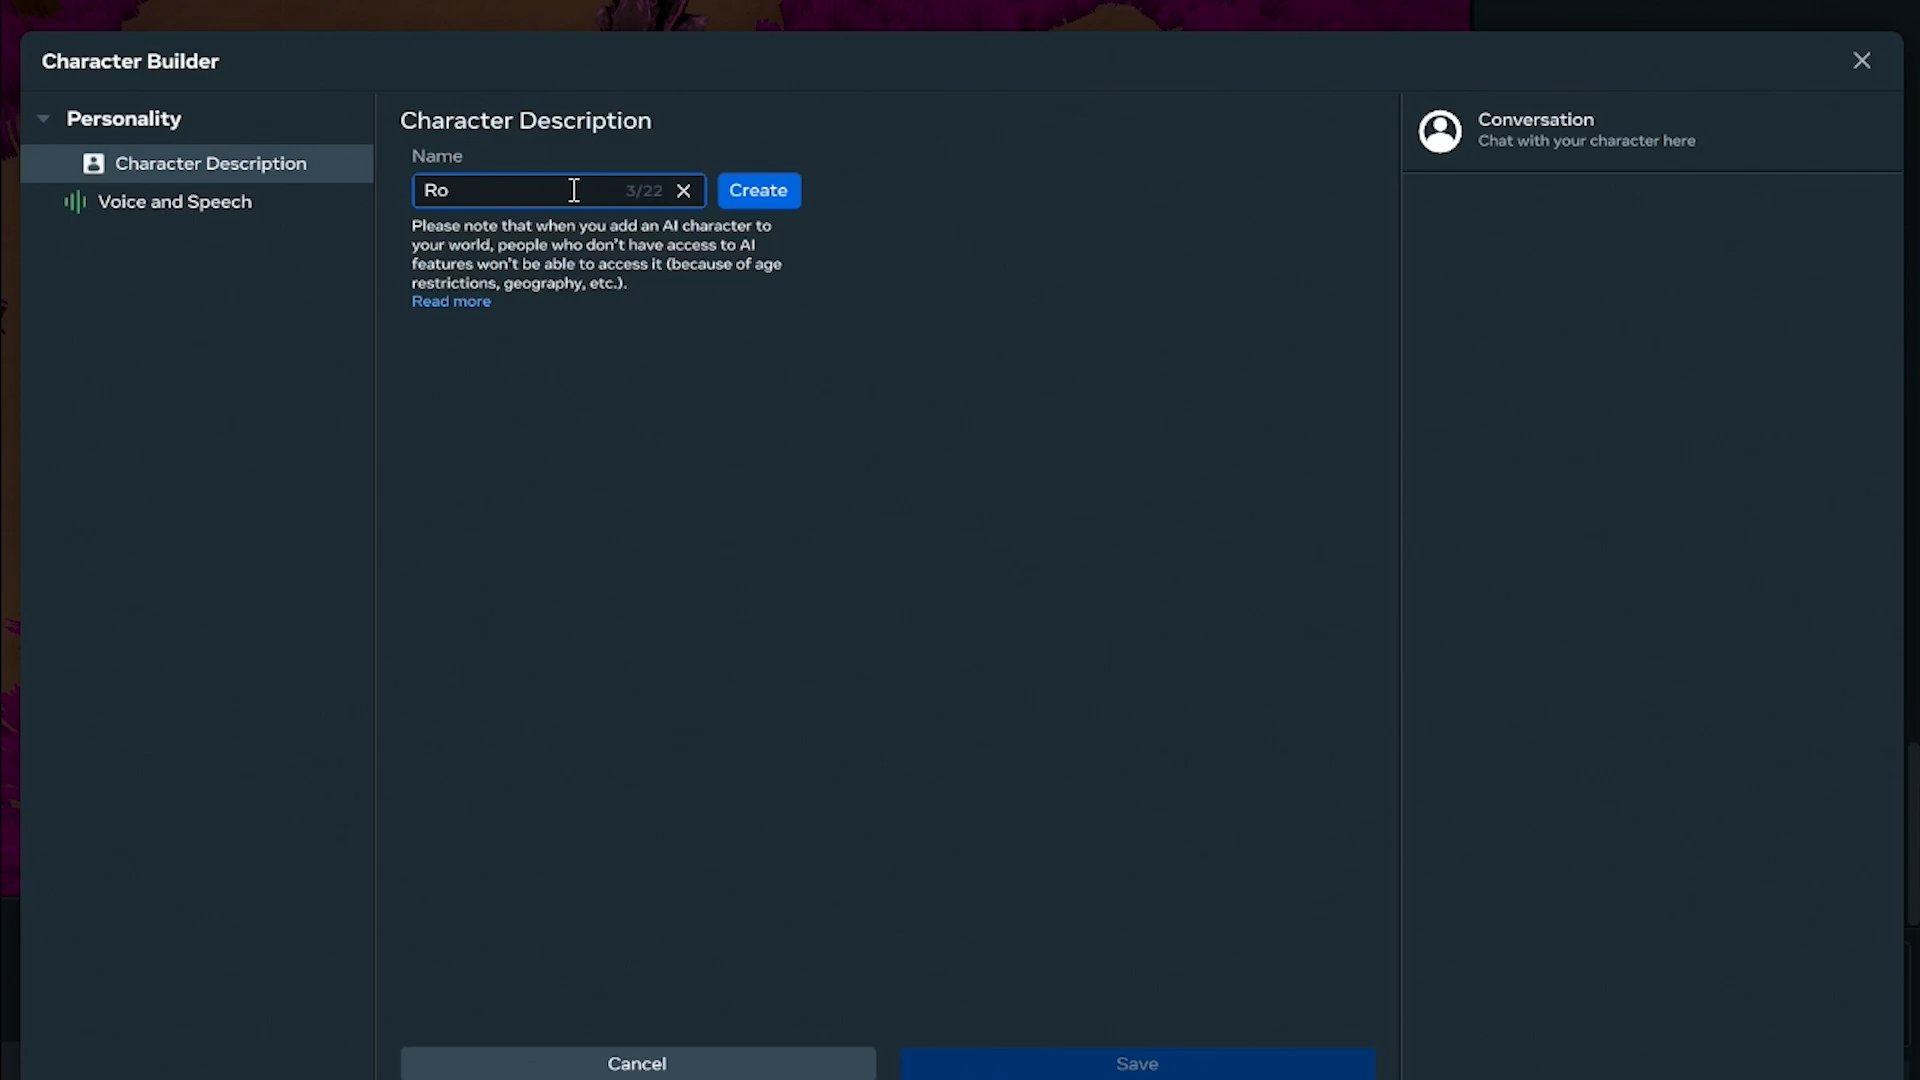 Character Builder
Personality
Character Description
Voice and Speech
Character Description
Name
Ro
3/22
Create
Please note that when you add an AI character to
your world, people who don't have access to AI
features won't be able to access it (because of age
restrictions, geography, etc.).
Read more
Cancel
Save
Conversation
Chat with your character here